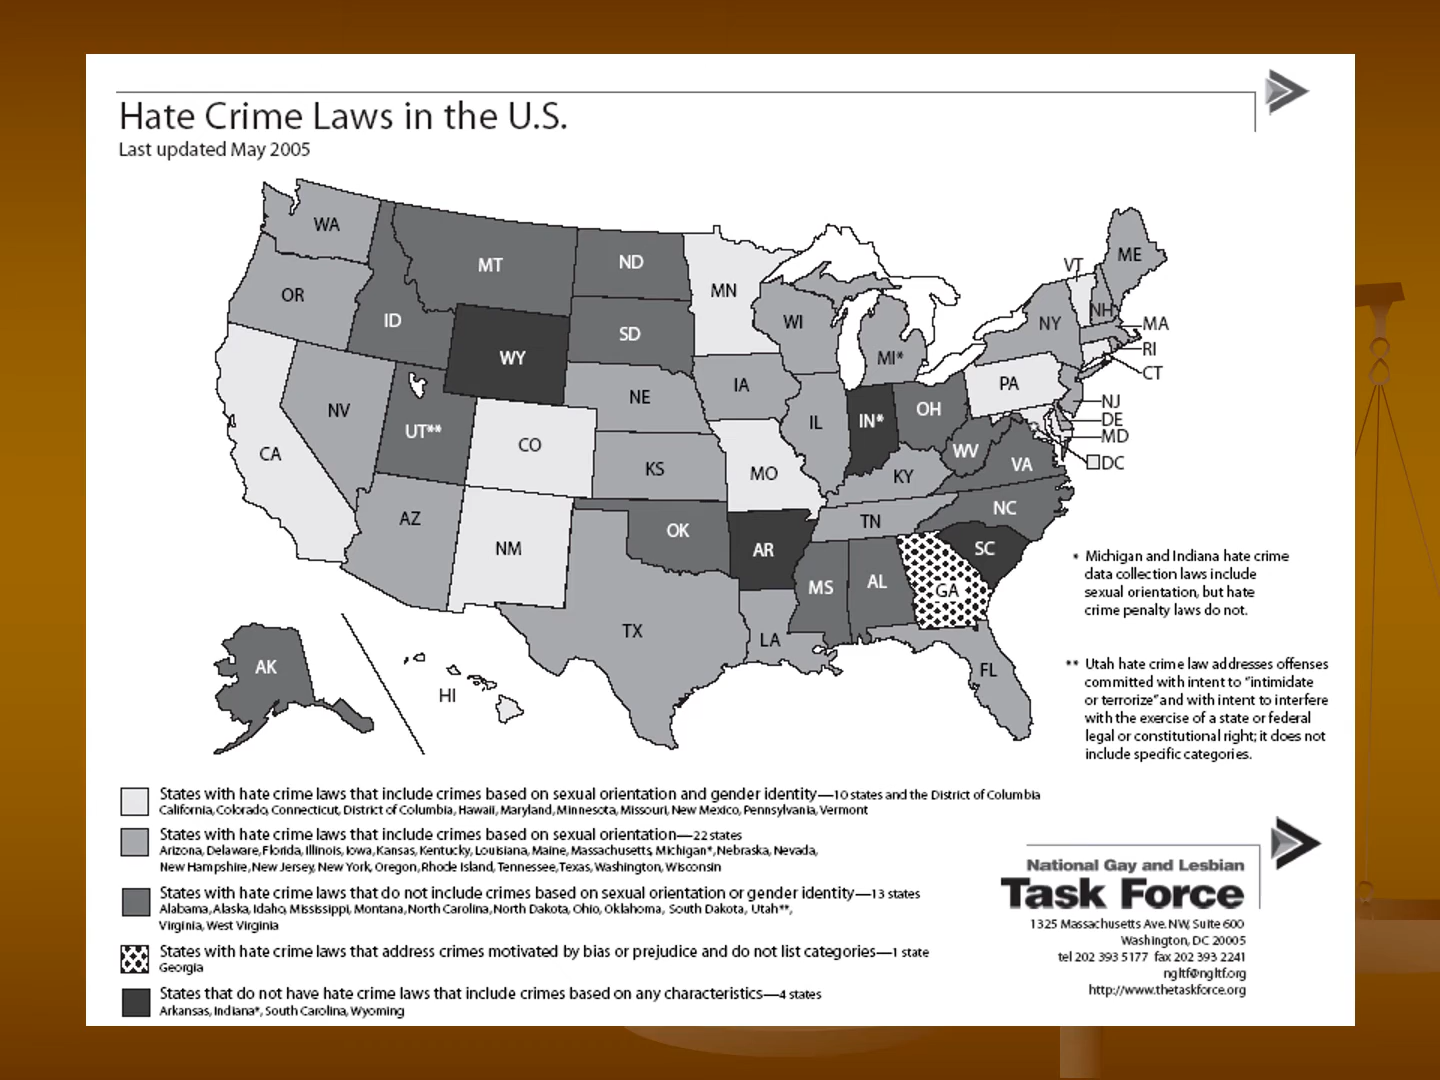 Hate Crime Laws in the U.S.
Last updated May 2005
WA
MT
ND
MN
VT
ME
OR
ID
WY
SD
WI
MI*
NY
NH
MA
RI
CT
NV
UT**
CO
NE
IA
IL
IN*
OH
PA
NJ
DE
MD
DC
CA
KS
MO
KY
WV
VA
AZ
NM
OK
AR
TN
NC
SC
TX
LA
MS
AL
GA
FL
AK
HI
* Michigan and Indiana hate crime
data collection laws include
sexual orientation, but hate
crime penalty laws do not.
** Utah hate crime law addresses offenses
committed with intent to "intimidate
or terrorize" and with intent to interfere
with the exercise of a state or federal
legal or constitutional right; it does not
include specific categories.
States with hate crime laws that include crimes based on sexual orientation and gender identity—10 states and the District of Columbia
California, Colorado, Connecticut, District of Columbia, Hawaii, Maryland, Minnesota, Missouri, New Mexico, Pennsylvania, Vermont
States with hate crime laws that include crimes based on sexual orientation—22 states
Arizona, Delaware, Florida, Illinois, Iowa, Kansas, Kentucky, Louisiana, Maine, Massachusetts, Michigan*, Nebraska, Nevada,
New Hampshire, New Jersey, New York, Oregon, Rhode Island, Tennessee, Texas, Washington, Wisconsin
States with hate crime laws that do not include crimes based on sexual orientation or gender identity—13 states
Alabama, Alaska, Idaho, Mississippi, Montana, North Carolina, North Dakota, Ohio, Oklahoma, South Dakota, Utah**,
Virginia, West Virginia
States with hate crime laws that address crimes motivated by bias or prejudice and do not list categories—1 state
Georgia
States that do not have hate crime laws that include crimes based on any characteristics—4 states
Arkansas, Indiana*, South Carolina, Wyoming
National Gay and Lesbian
Task Force
1325 Massachusetts Ave. NW, Suite 600
Washington, DC 20005
tel 202 393 5177 fax 202 393 2241
ngltf@ngltf.org
http://www.thetaskforce.org